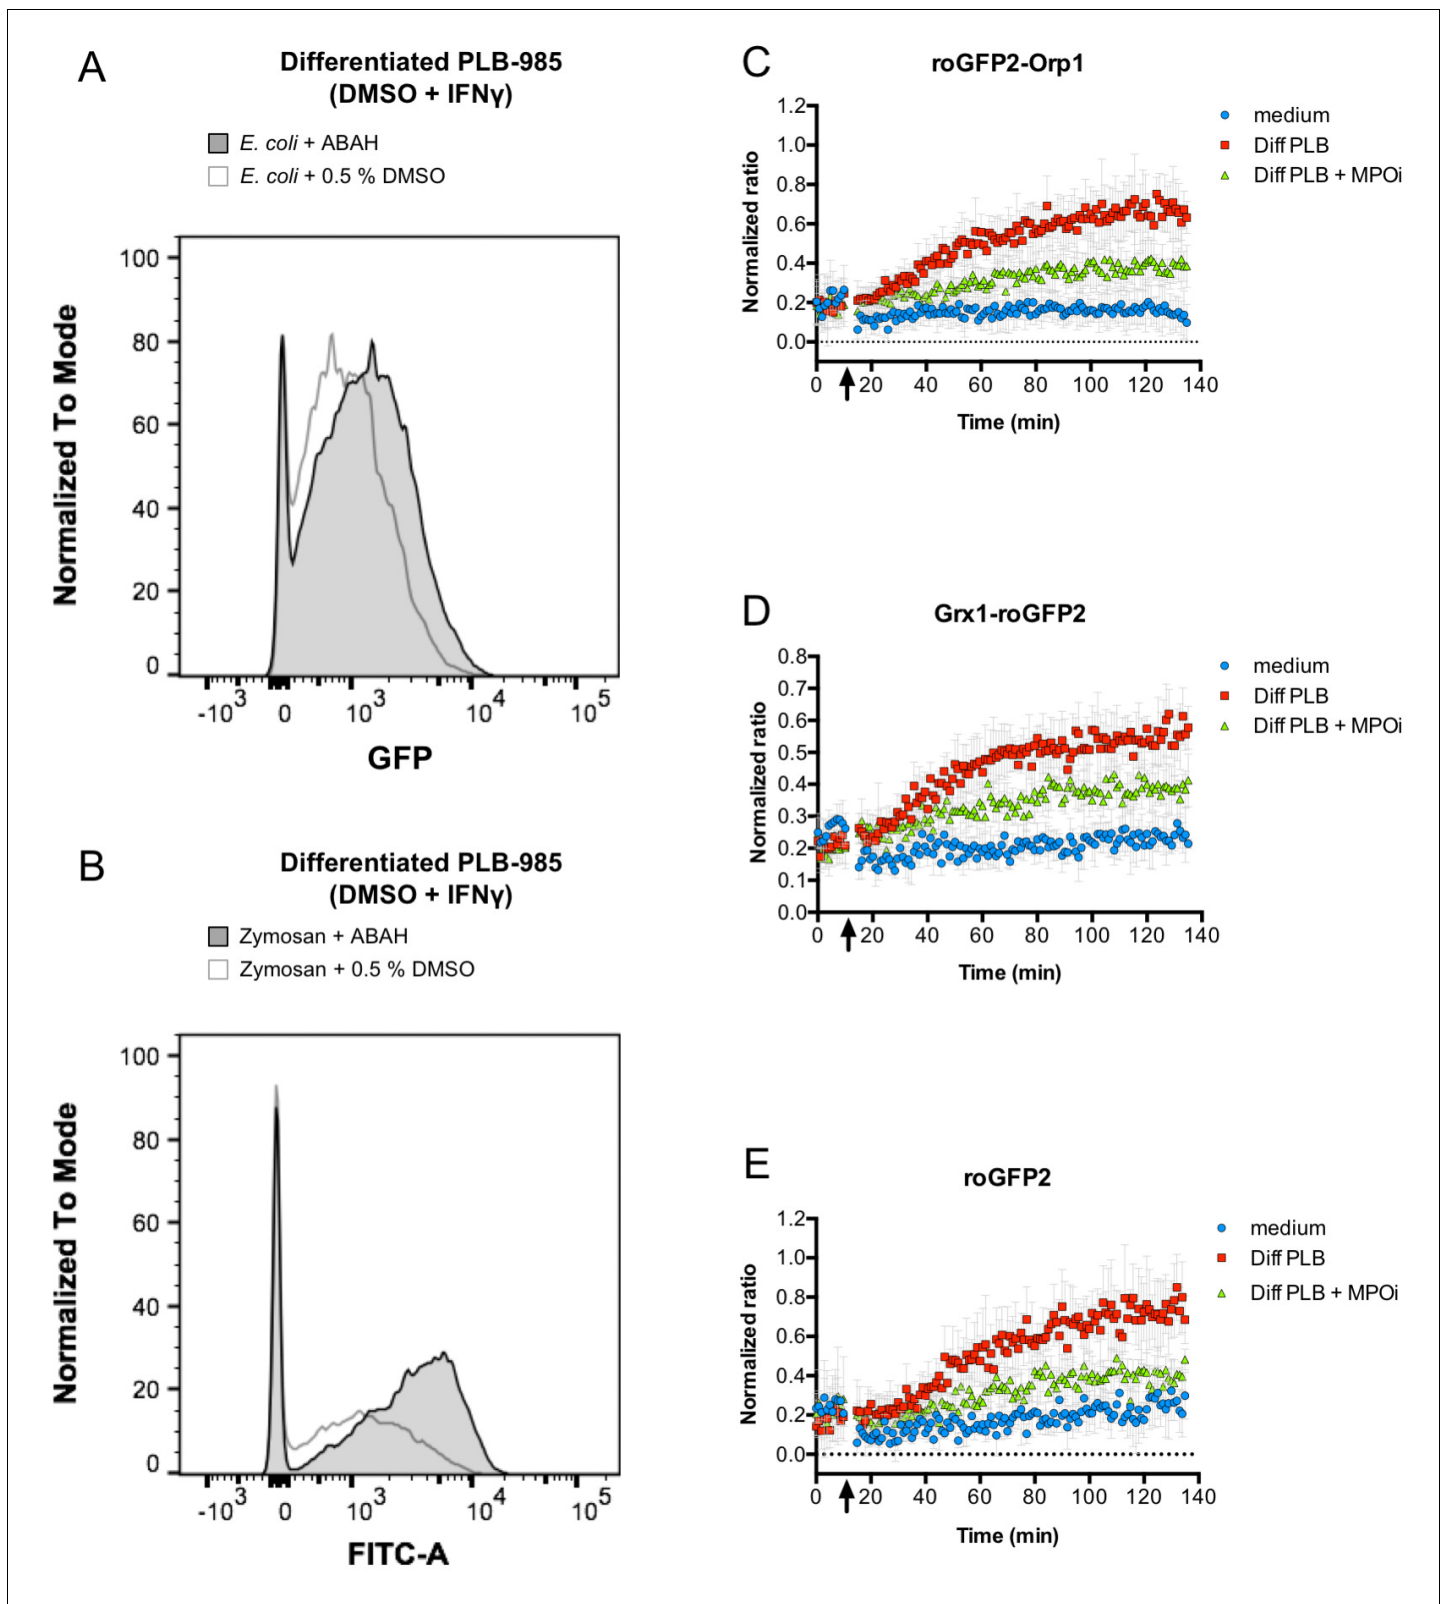 A
Differentiated PLB-985
(DMSO + IFNγ)
E. coli + ABAH
E. coli + 0.5 % DMSO
Normalized To Mode
100
80
60
40
20
0
-10³ 0 10³ 10⁴ 10⁵
GFP
B
Differentiated PLB-985
(DMSO + IFNγ)
Zymosan + ABAH
Zymosan + 0.5 % DMSO
Normalized To Mode
100
80
60
40
20
0
-10³ 0 10³ 10⁴ 10⁵
FITC-A
C
roGFP2-Orp1
Normalized ratio
1.2
1.0
0.8
0.6
0.4
0.2
0.0
0 20 40 60 80 100 120 140
Time (min)
medium
Diff PLB
Diff PLB + MPOi
D
Grx1-roGFP2
Normalized ratio
0.8
0.7
0.6
0.5
0.4
0.3
0.2
0.1
0.0
0 20 40 60 80 100 120 140
Time (min)
medium
Diff PLB
Diff PLB + MPOi
E
roGFP2
Normalized ratio
1.2
1.0
0.8
0.6
0.4
0.2
0.0
0 20 40 60 80 100 120 140
Time (min)
medium
Diff PLB
Diff PLB + MPOi